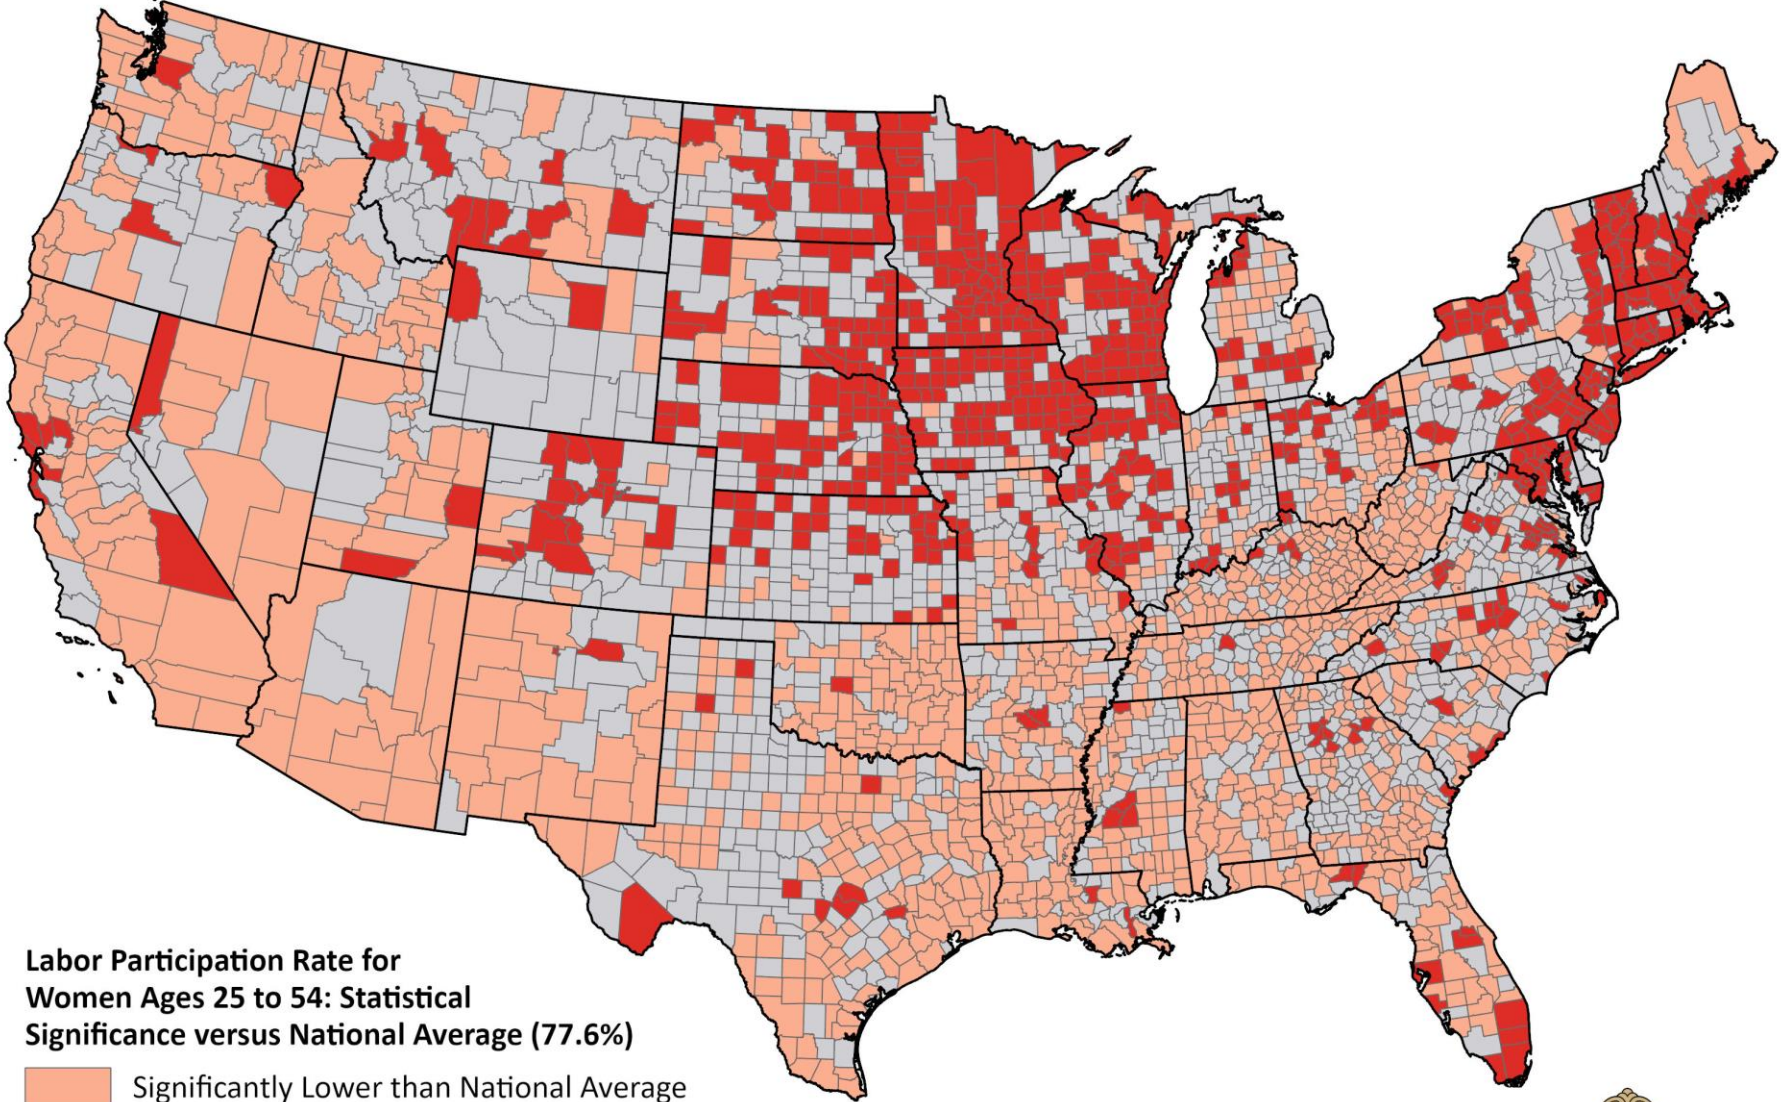 Labor Participation Rate for
Women Ages 25 to 54: Statistical
Significance versus National Average (77.6%)
Significantly Lower than National Average